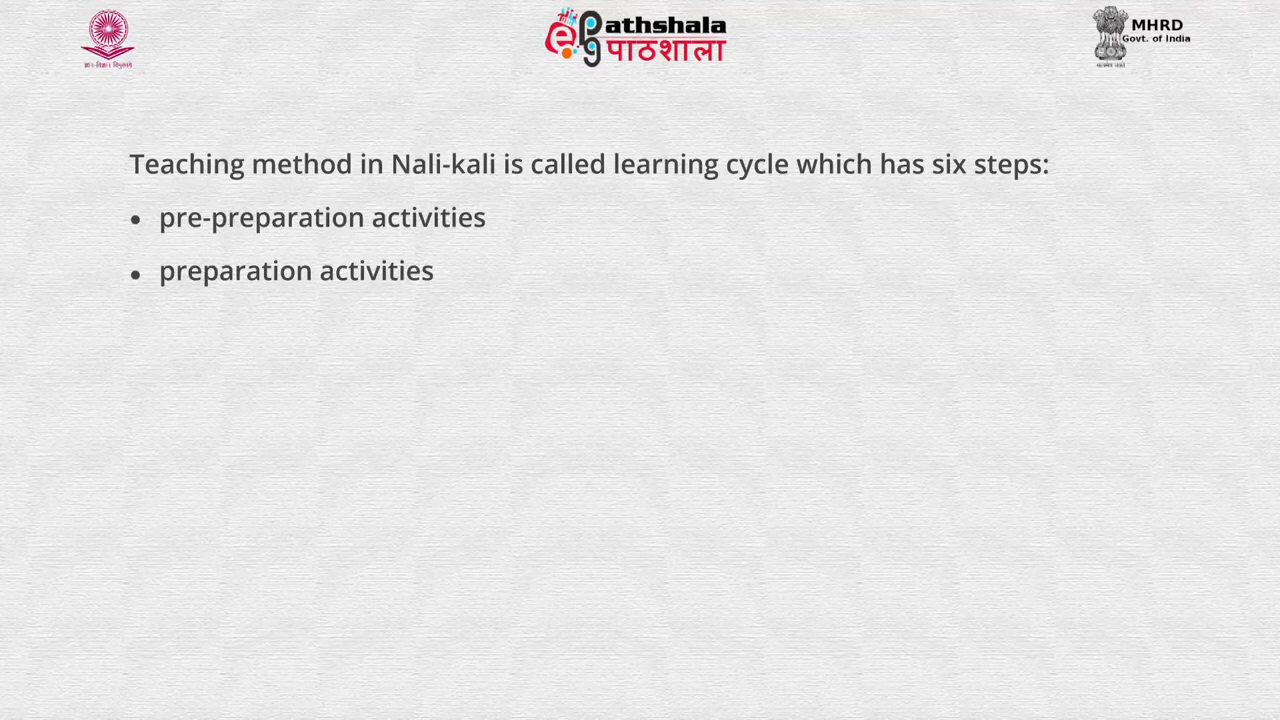 ePathshala
पाठशाला
MHRD
Govt. of India
Teaching method in Nali-kali is called learning cycle which has six steps:
• pre-preparation activities
• preparation activities